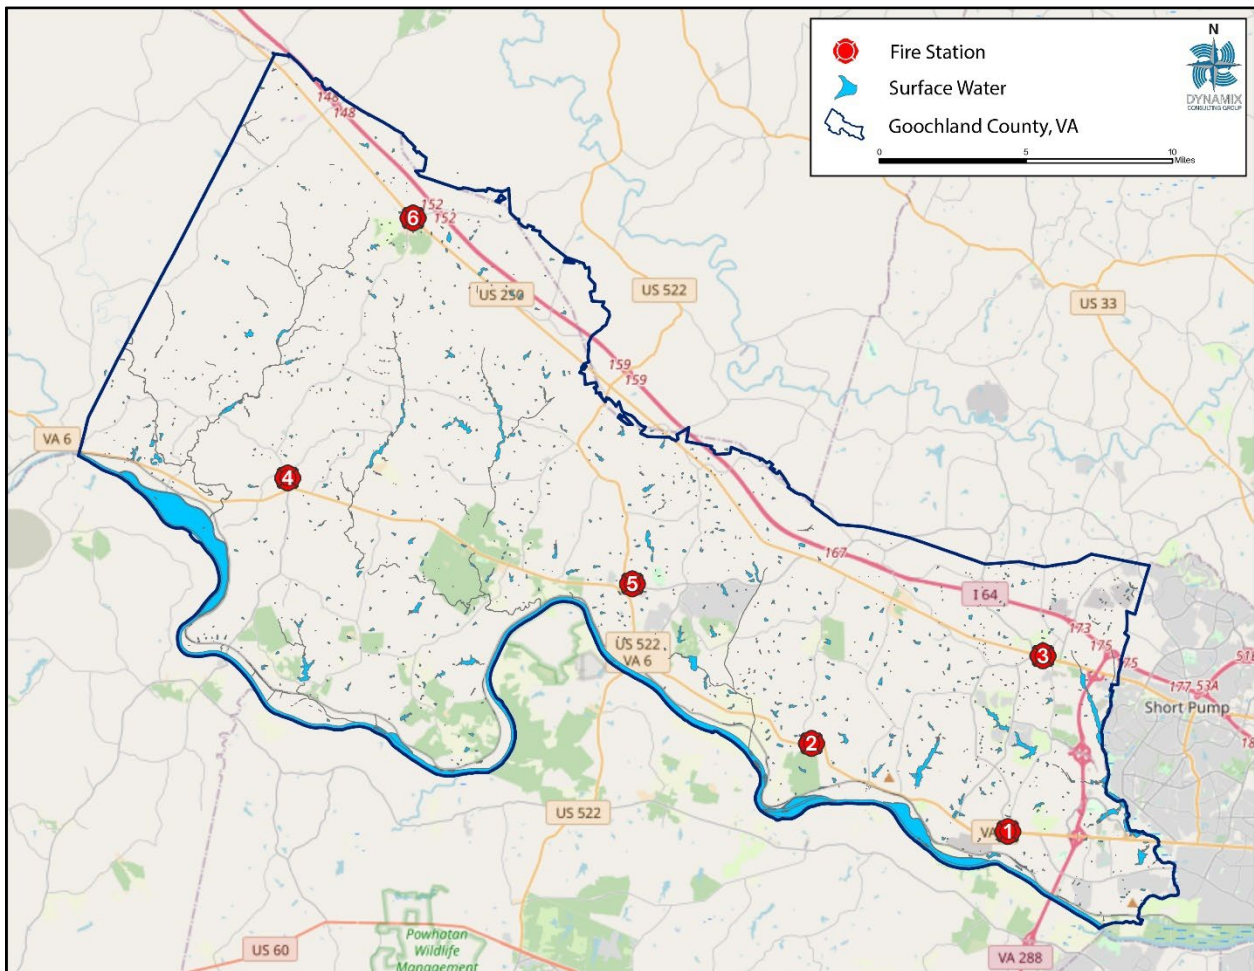 Fire Station
Surface Water
Goochland County, VA
N
DYNAMIX
CONSULTING GROUP
0
5
10
Miles
148
148
152
152
6
US 250
US 522
US 33
159
159
VA 6
4
5
167
I 64
173
175
3
177
53A
Short Pump
US 522
VA 6
2
US 522
VA
1
Powhatan
Wildlife
Management
US 60
VA 288